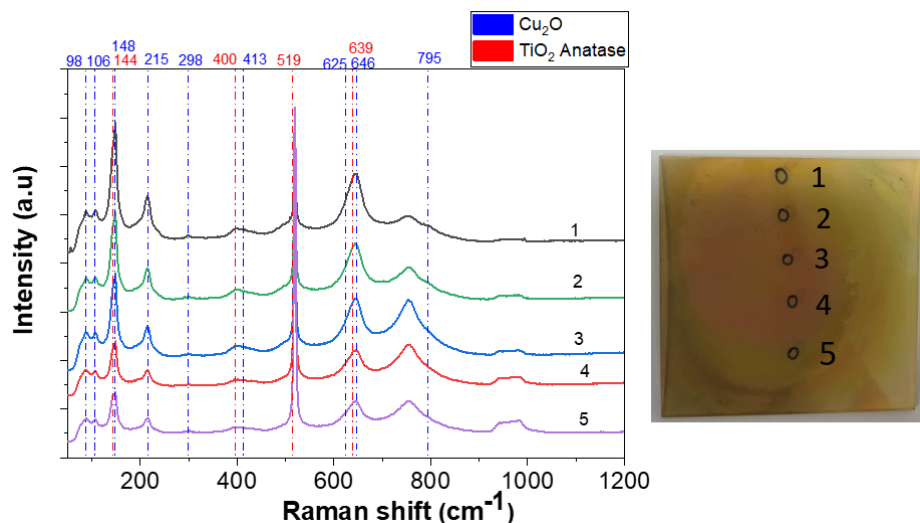 Cu₂O
TiO₂ Anatase
148 639
98 106 144 215 298 400 413 519 625 646 795
Intensity (a.u)
1
2
3
4
5
200 400 600 800 1000 1200
Raman shift (cm⁻¹)
1
2
3
4
5